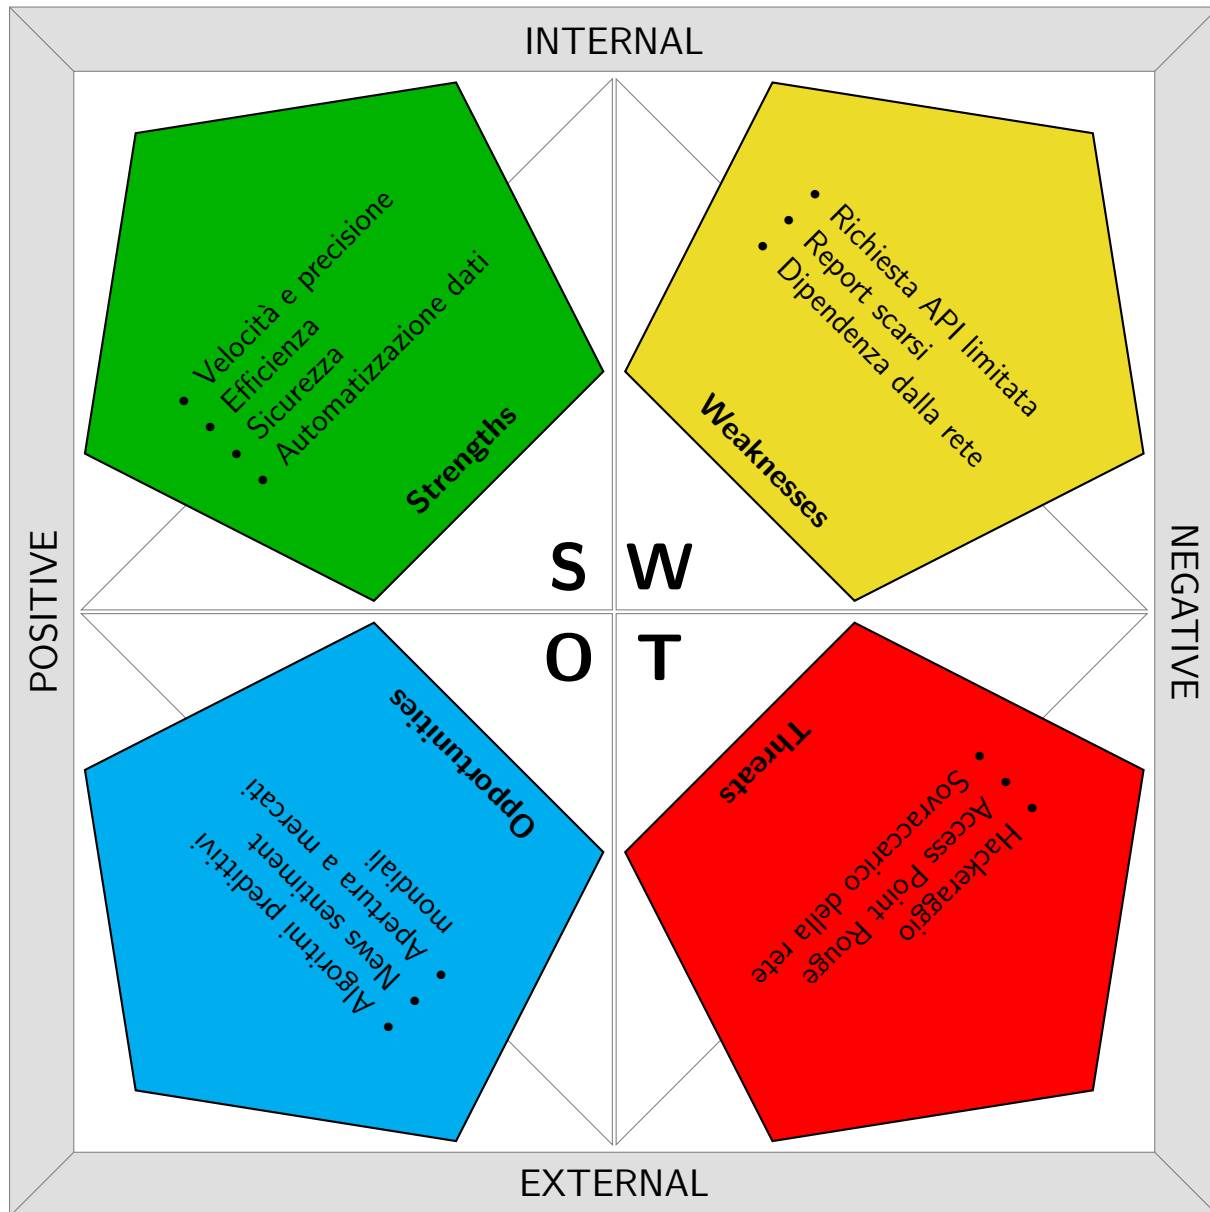 INTERNAL
POSITIVE
NEGATIVE
EXTERNAL
S W
O T
• Velocità e precisione
• Efficienza
• Sicurezza
• Automatizzazione dati
Strengths
• Richiesta API limitata
• Report scarsi
• Dipendenza dalla rete
Weaknesses
Opportunities
• Algoritmi predittivi
• News sentiment
• Apertura a mercati
mondiali
Threats
• Hackeraggio
• Access Point Rouge
• Sovraccarico della rete